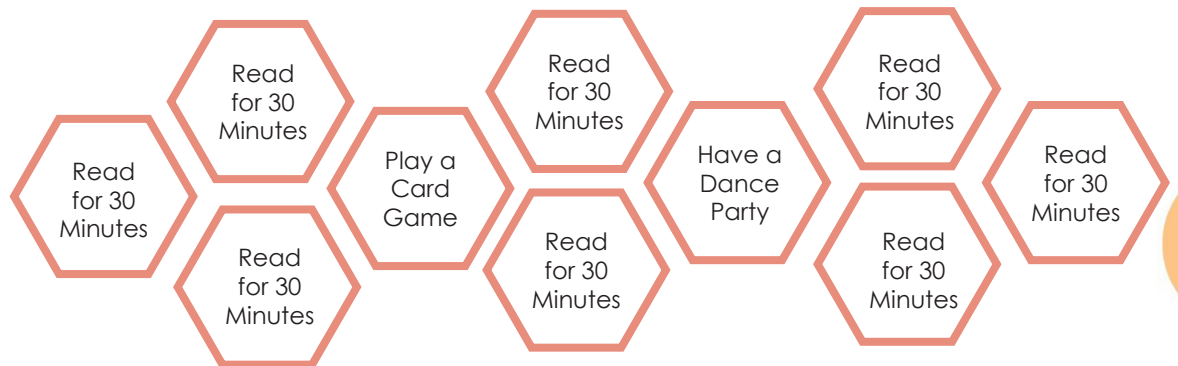 Read
for 30
Minutes
Read
for 30
Minutes
Read
for 30
Minutes
Play a
Card
Game
Read
for 30
Minutes
Read
for 30
Minutes
Have a
Dance
Party
Read
for 30
Minutes
Read
for 30
Minutes
Read
for 30
Minutes